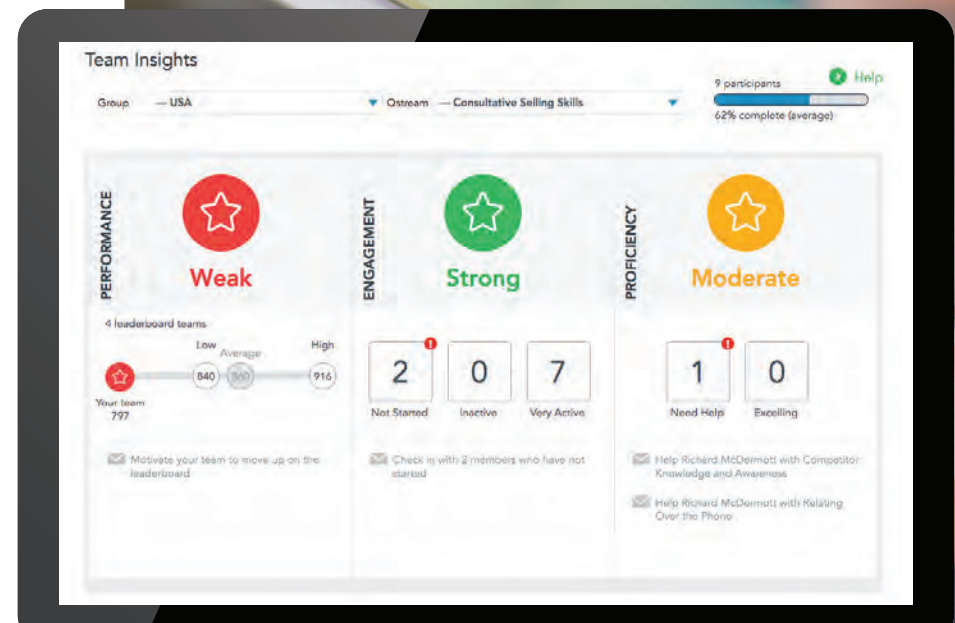 Team Insights
Help
9 participants
Group — USA
Qstream — Consultative Selling Skills
62% complete (average)
PERFORMANCE
Weak
4 leaderboard teams
Low
Average
High
840
860
916
Your team
797
Motivate your team to move up on the
leaderboard
ENGAGEMENT
Strong
2
0
7
Not Started
Inactive
Very Active
Check in with 2 members who have not
started
PROFICIENCY
Moderate
1
0
Need Help
Excelling
Help Richard McDermott with Competitor
Knowledge and Awareness
Help Richard McDermott with Relating
Over the Phone